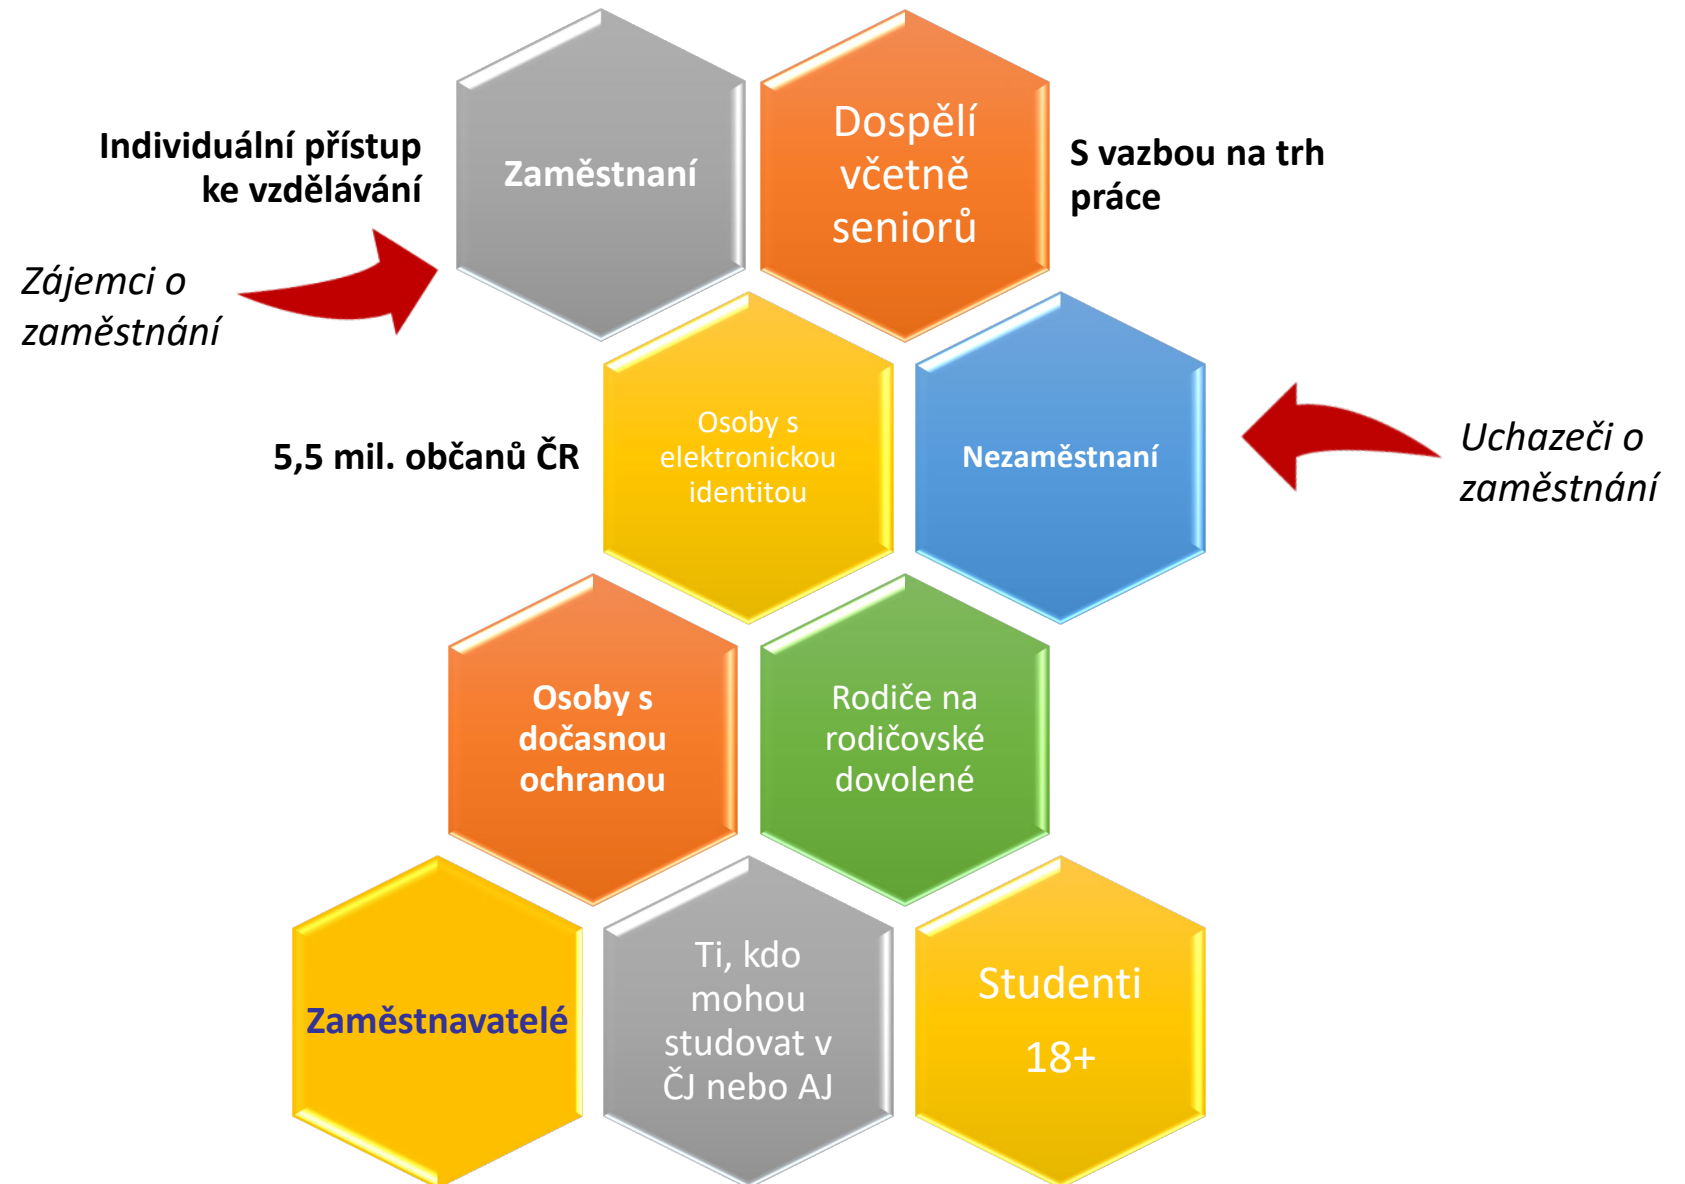 Individuální přístup
ke vzdělávání
Zaměstnaní
Dospělí
včetně
seniorů
S vazbou na trh
práce
Zájemci o
zaměstnání
5,5 mil. občanů ČR
Osoby s
elektronickou
identitou
Nezaměstnaní
Uchazeči o
zaměstnání
Osoby s
dočasnou
ochranou
Rodiče na
rodičovské
dovolené
Zaměstnavatelé
Ti, kdo
mohou
studovat v
ČJ nebo AJ
Studenti
18+